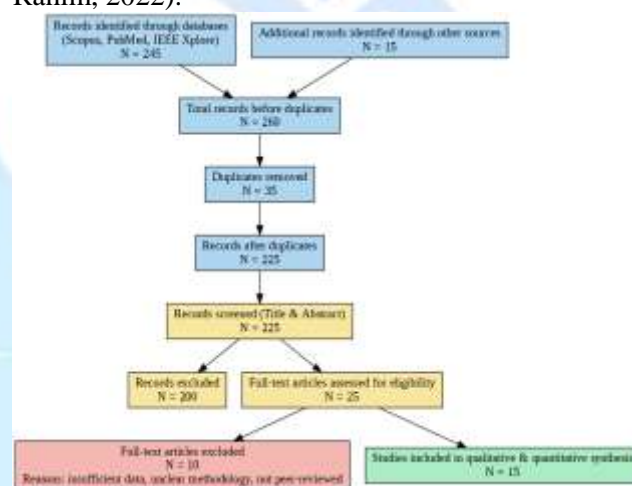 Rahim, 2022).
Records identified through databases
(Scopus, PubMed, IEEE Xplore)
N = 245
Additional records identified through other sources
N = 15
Total records before duplicates
N = 260
Duplicates removed
N = 35
Records after duplicates
N = 225
Records screened (Title & Abstract)
N = 225
Records excluded
N = 200
Full-text articles assessed for eligibility
N = 25
Full-text articles excluded
N = 10
Reasons: insufficient data, unclear methodology, not peer-reviewed
Studies included in qualitative & quantitative synthesis
N = 15